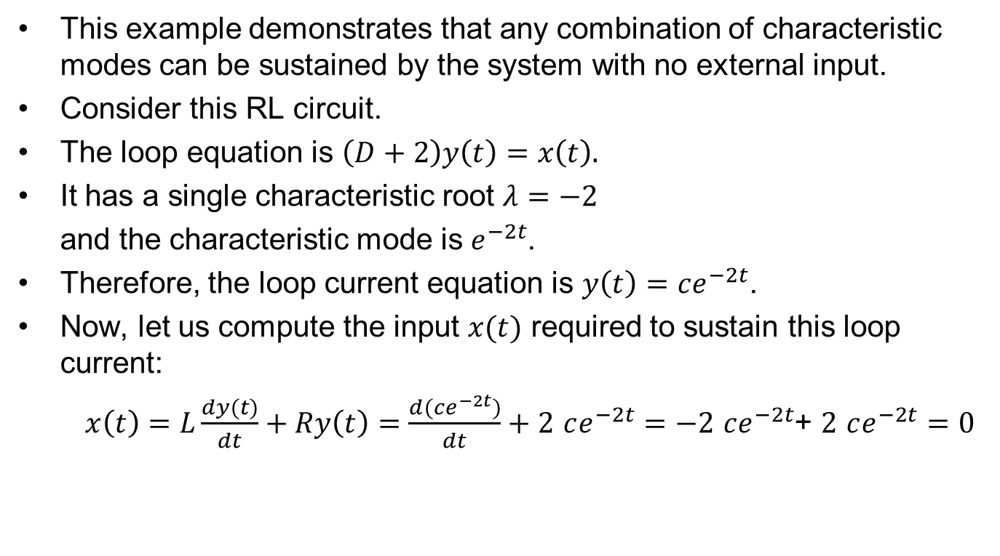 • This example demonstrates that any combination of characteristic
modes can be sustained by the system with no external input.
• Consider this RL circuit.
• The loop equation is (𝐷 + 2)𝑦(𝑡) = 𝑥(𝑡).
• It has a single characteristic root 𝜆 = −2
and the characteristic mode is 𝑒^{−2𝑡}.
• Therefore, the loop current equation is 𝑦(𝑡) = 𝑐𝑒^{−2𝑡}.
• Now, let us compute the input 𝑥(𝑡) required to sustain this loop
current:
𝑥(𝑡) = 𝐿 \frac{𝑑𝑦(𝑡)}{𝑑𝑡} + 𝑅𝑦(𝑡) = \frac{𝑑(𝑐𝑒^{−2𝑡})}{𝑑𝑡} + 2 𝑐𝑒^{−2𝑡} = −2 𝑐𝑒^{−2𝑡}+ 2 𝑐𝑒^{−2𝑡} = 0